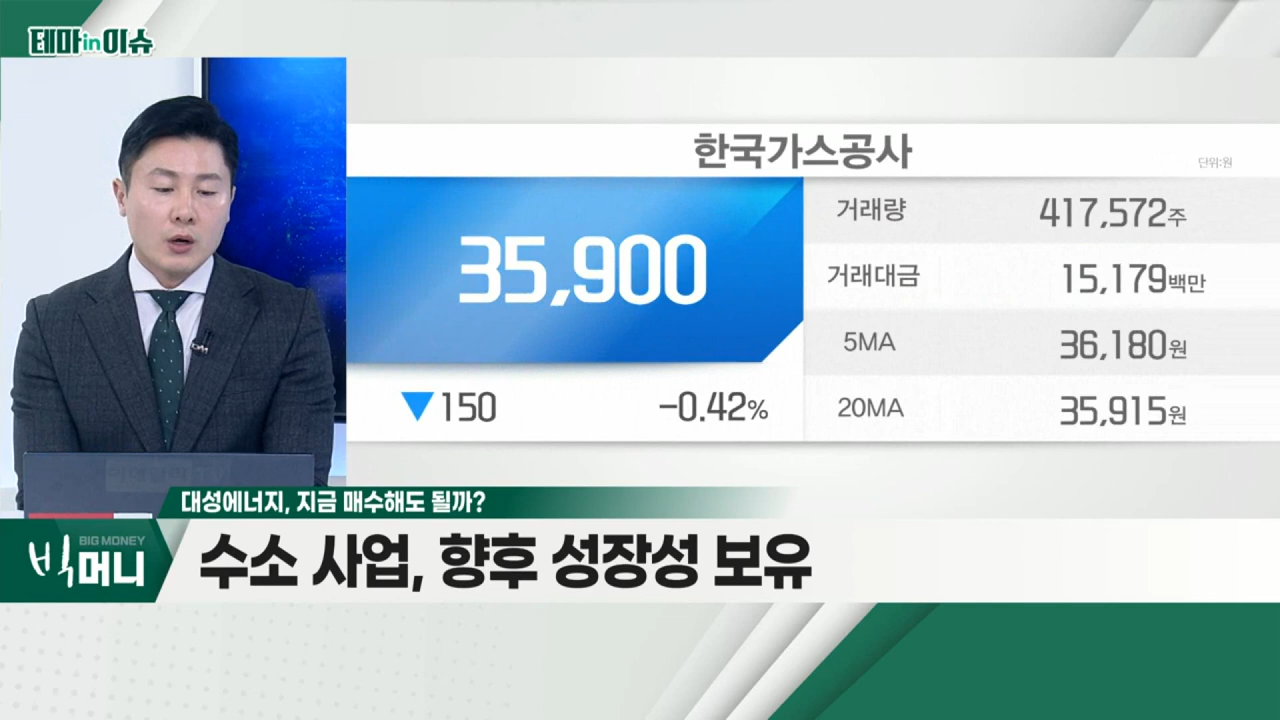 테마in이슈
한국가스공사
단위:원
35,900
▼150 -0.42%
거래량 417,572주
거래대금 15,179백만
5MA 36,180원
20MA 35,915원
대성에너지, 지금 매수해도 될까?
BIG MONEY
빅머니
수소 사업, 향후 성장성 보유